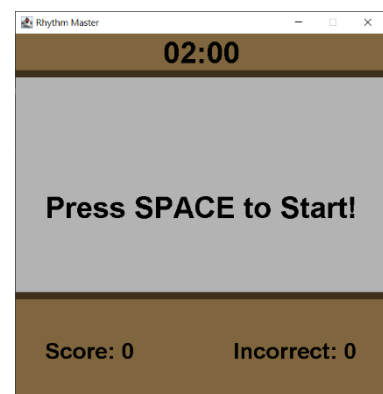 Rhythm Master
02:00
Press SPACE to Start!
Score: 0 Incorrect: 0